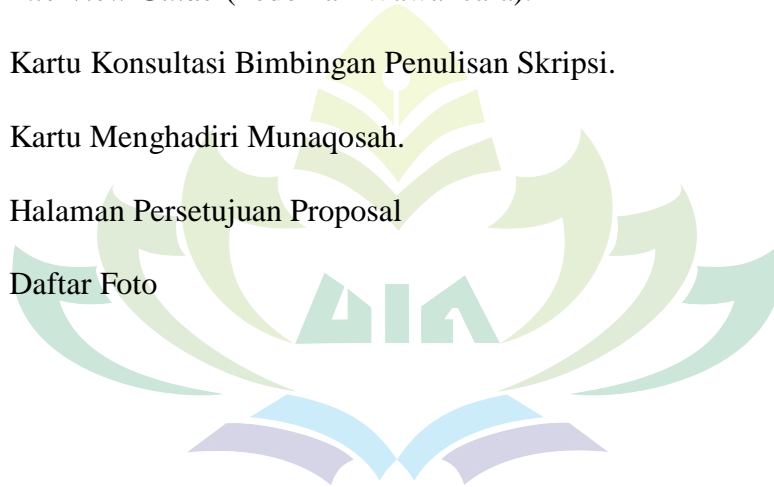 Kartu Konsultasi Bimbingan Penulisan Skripsi.
Kartu Menghadiri Munaqosah.
Halaman Persetujuan Proposal
Daftar Foto